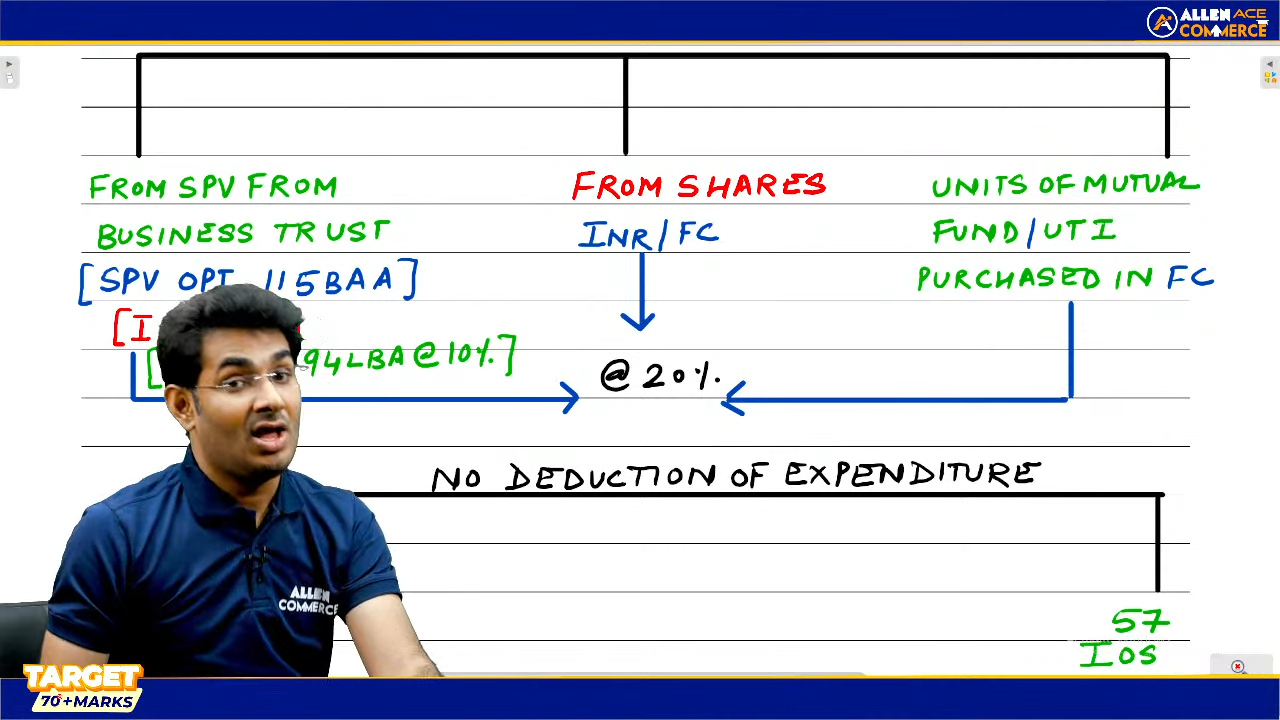 ALLEN ACE
COMMERCE
FROM SPV FROM
BUSINESS TRUST
[SPV OPT 115BAA]
FROM SHARES
INR/FC
UNITS OF MUTUAL
FUND/UTI
PURCHASED IN FC
94LBA@10%]
@20%
NO DEDUCTION OF EXPENDITURE
57
IOS
ALLEN
COMMERCE
TARGET
70+MARKS